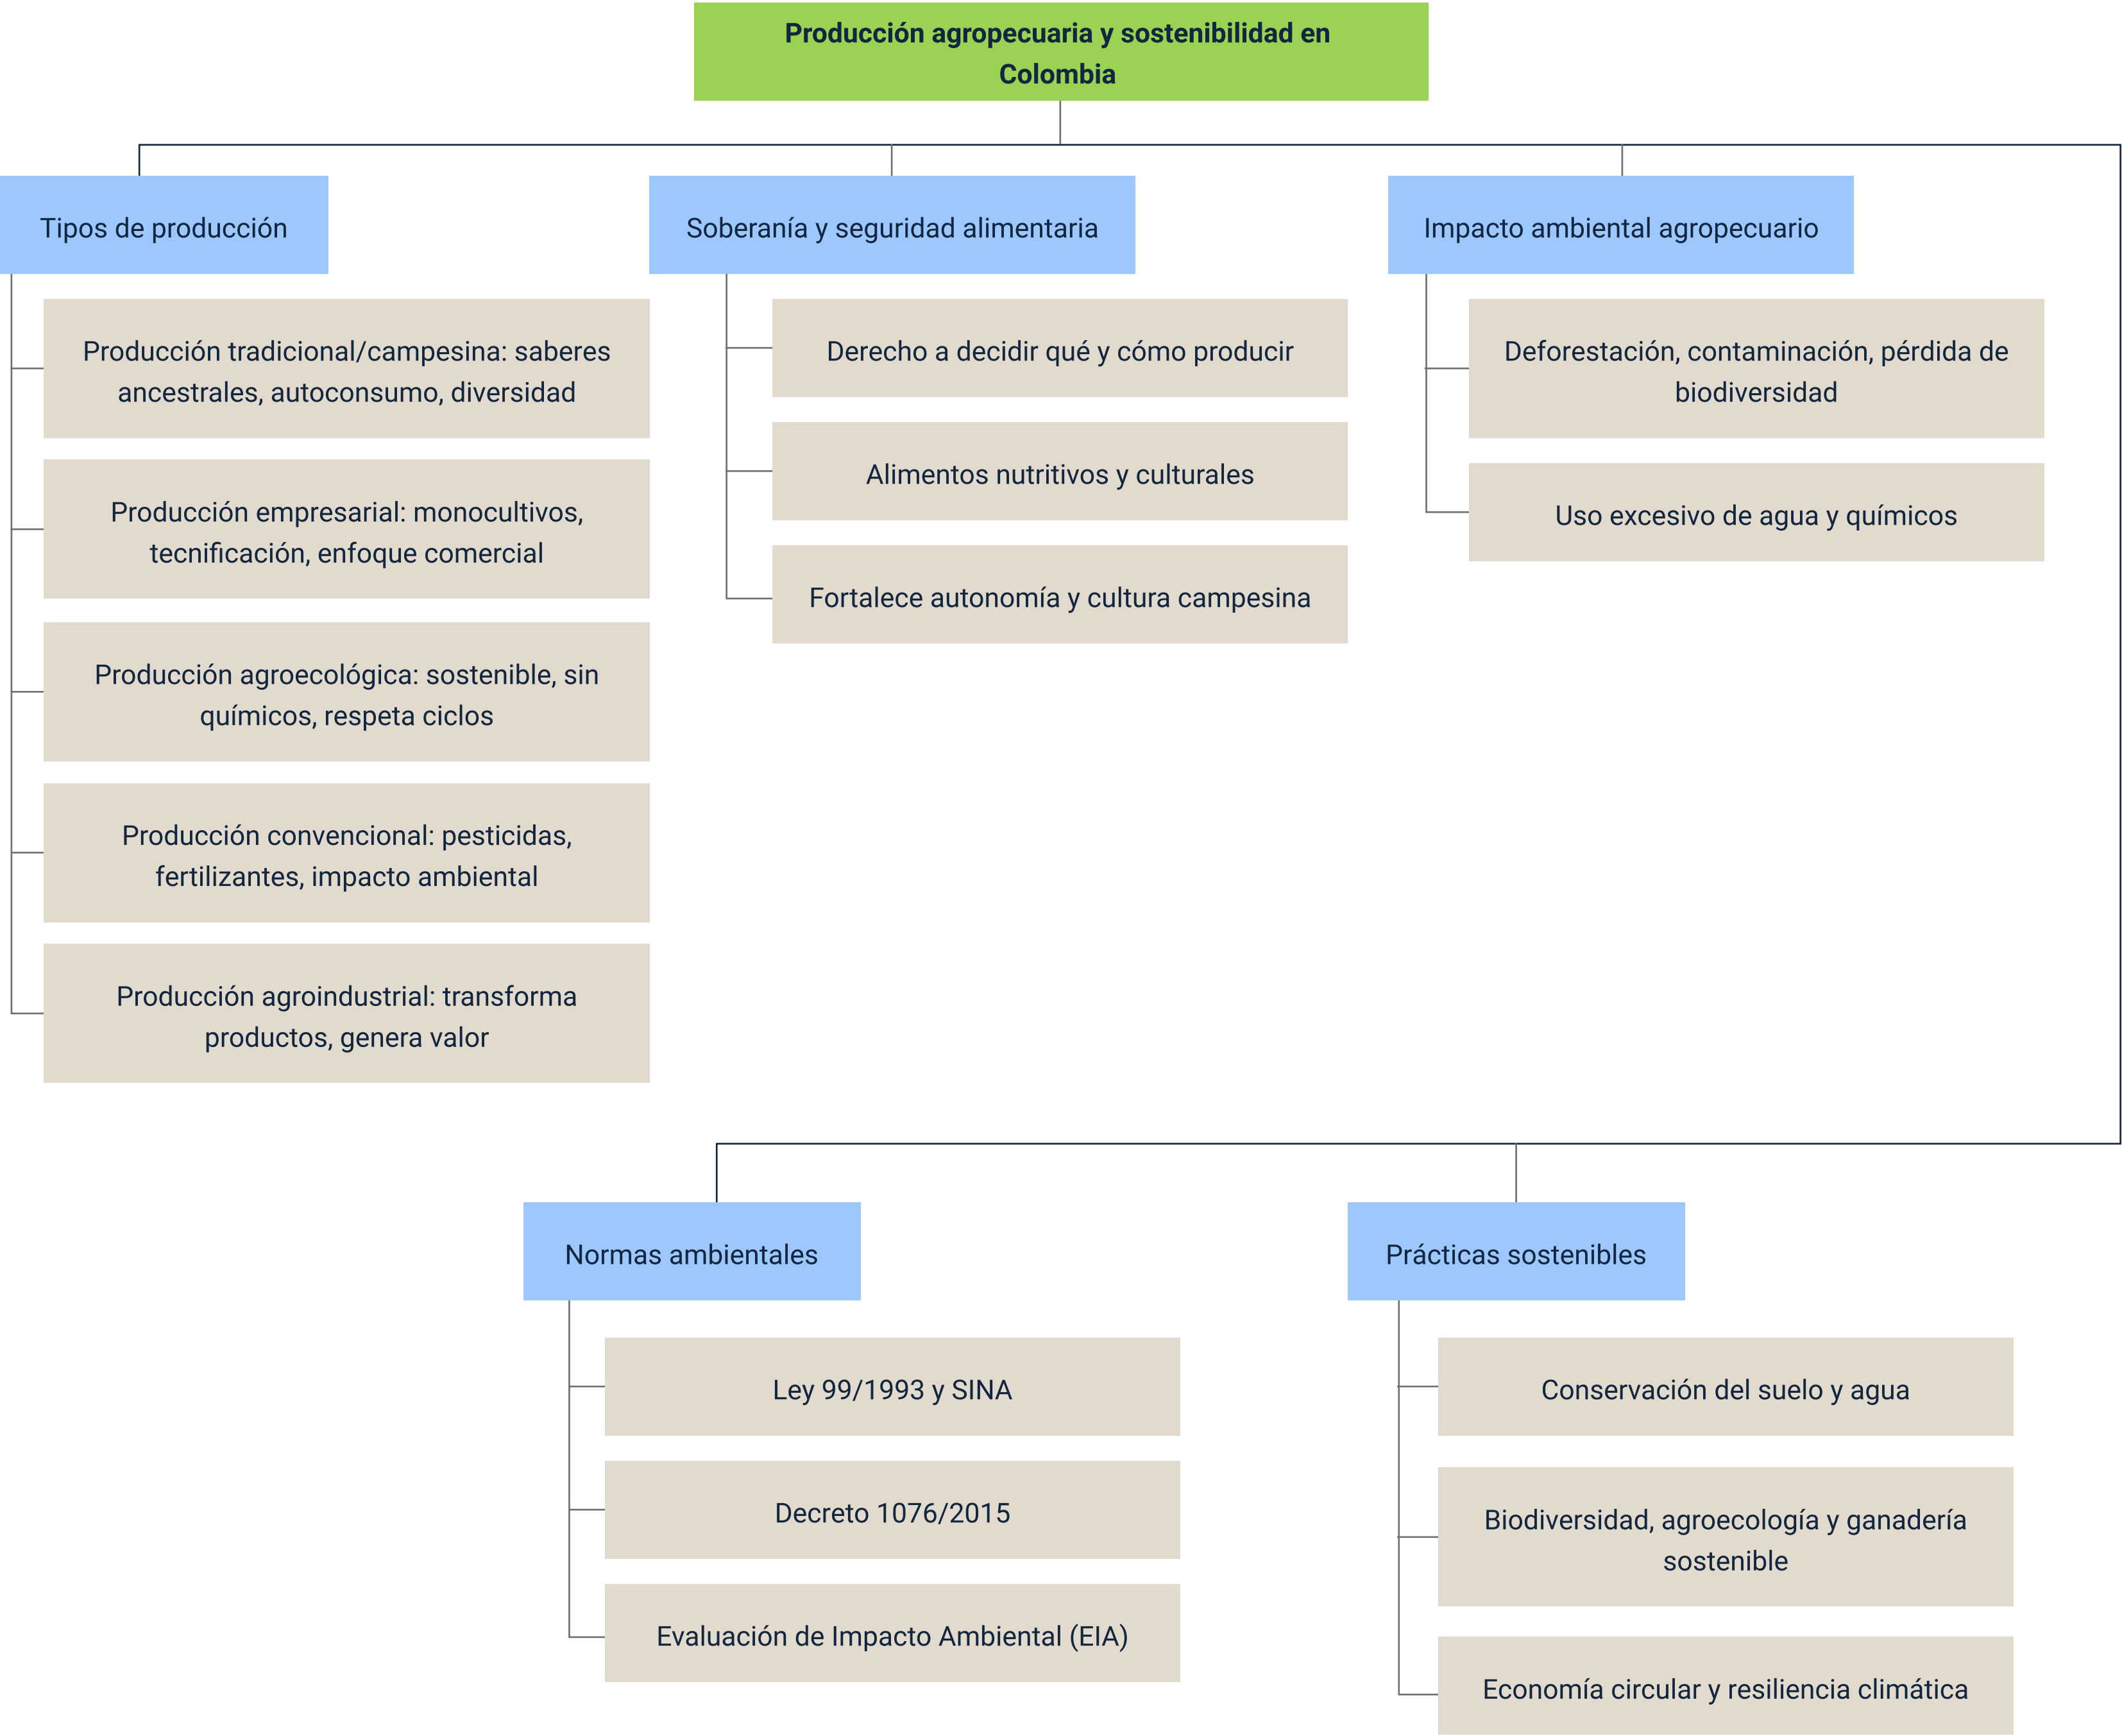 Producción agropecuaria y sostenibilidad en
Colombia
Tipos de producción
Producción tradicional/campesina: saberes
ancestrales, autoconsumo, diversidad
Producción empresarial: monocultivos,
tecnificación, enfoque comercial
Producción agroecológica: sostenible, sin
químicos, respeta ciclos
Producción convencional: pesticidas,
fertilizantes, impacto ambiental
Producción agroindustrial: transforma
productos, genera valor
Soberanía y seguridad alimentaria
Derecho a decidir qué y cómo producir
Alimentos nutritivos y culturales
Fortalece autonomía y cultura campesina
Impacto ambiental agropecuario
Deforestación, contaminación, pérdida de
biodiversidad
Uso excesivo de agua y químicos
Normas ambientales
Ley 99/1993 y SINA
Decreto 1076/2015
Evaluación de Impacto Ambiental (EIA)
Prácticas sostenibles
Conservación del suelo y agua
Biodiversidad, agroecología y ganadería
sostenible
Economía circular y resiliencia climática